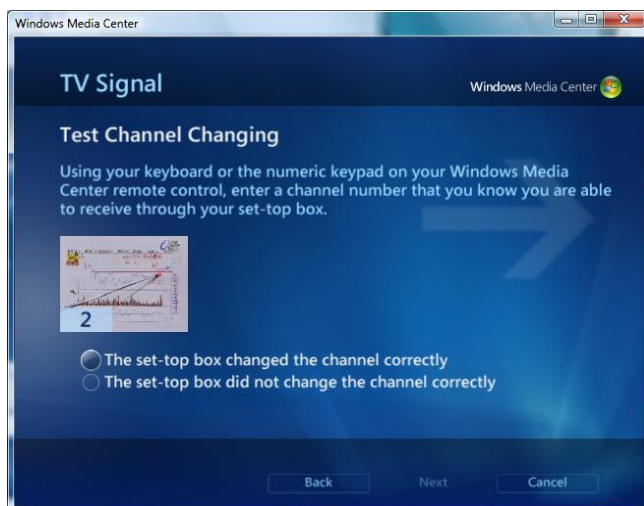 Windows Media Center
TV Signal
Windows Media Center
Test Channel Changing
Using your keyboard or the numeric keypad on your Windows Media
Center remote control, enter a channel number that you know you are able
to receive through your set-top box.
2
The set-top box changed the channel correctly
The set-top box did not change the channel correctly
Back
Next
Cancel